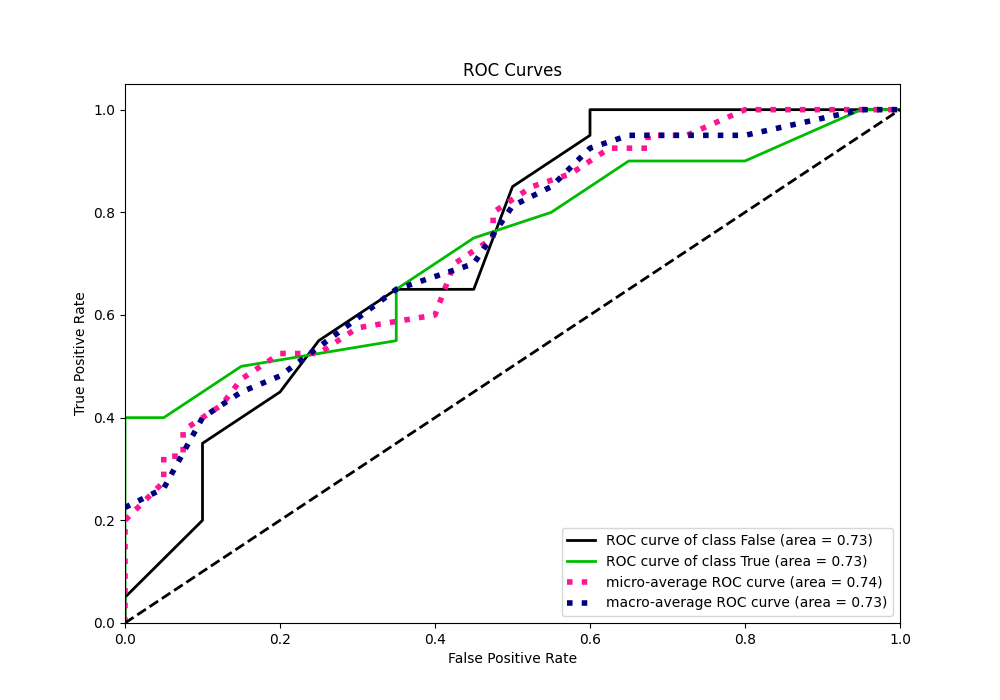 ROC Curves
1.0
0.8
0.6
0.4
0.2
0.0
True Positive Rate
0.0 0.2 0.4 0.6 0.8 1.0
False Positive Rate
ROC curve of class False (area = 0.73)
ROC curve of class True (area = 0.73)
micro-average ROC curve (area = 0.74)
macro-average ROC curve (area = 0.73)